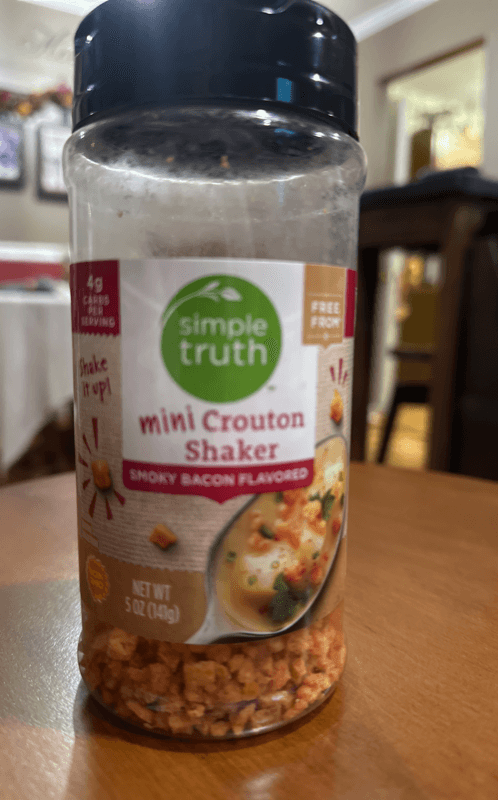 4g
CARBS
PER
SERVING
simple
truth™
FREE
FROM
Shake
it up!
mini Crouton
Shaker
SMOKY BACON FLAVORED
NET WT
5 OZ (141g)